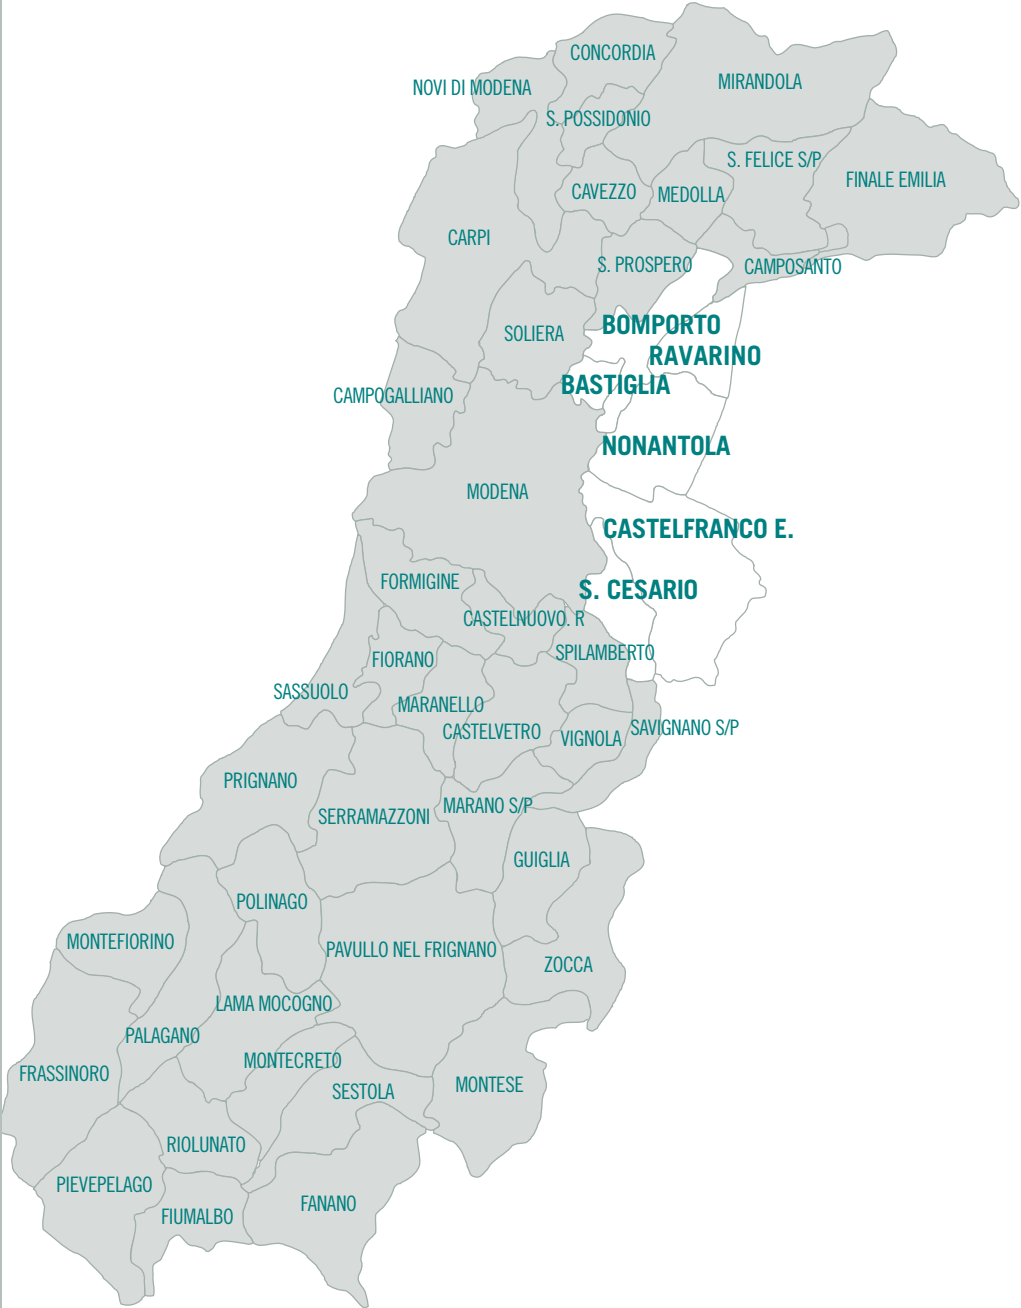 CONCORDIA
MIRANDOLA
NOVI DI MODENA
S. POSSIDONIO
S. FELICE S/P
FINALE EMILIA
CAVEZZO
MEDOLLA
CARPI
S. PROSPERO
CAMPOSANTO
BOMPORTO
SOLIERA
RAVARINO
BASTIGLIA
CAMPOGALLIANO
NONANTOLA
MODENA
CASTELFRANCO E.
FORMIGINE
S. CESARIO
CASTELNUOVO. R
SPILAMBERTO
FIORANO
SASSUOLO
MARANELLO
SAVIGNANO S/P
CASTELVETRO
VIGNOLA
PRIGNANO
MARANO S/P
SERRAMAZZONI
GUIGLIA
POLINAGO
MONTEFIORINO
PAVULLO NEL FRIGNANO
ZOCCA
LAMA MOCOGNO
PALAGANO
MONTECRETO
FRASSINORO
MONTESE
SESTOLA
RIOLUNATO
PIEVEPELAGO
FANANO
FIUMALBO